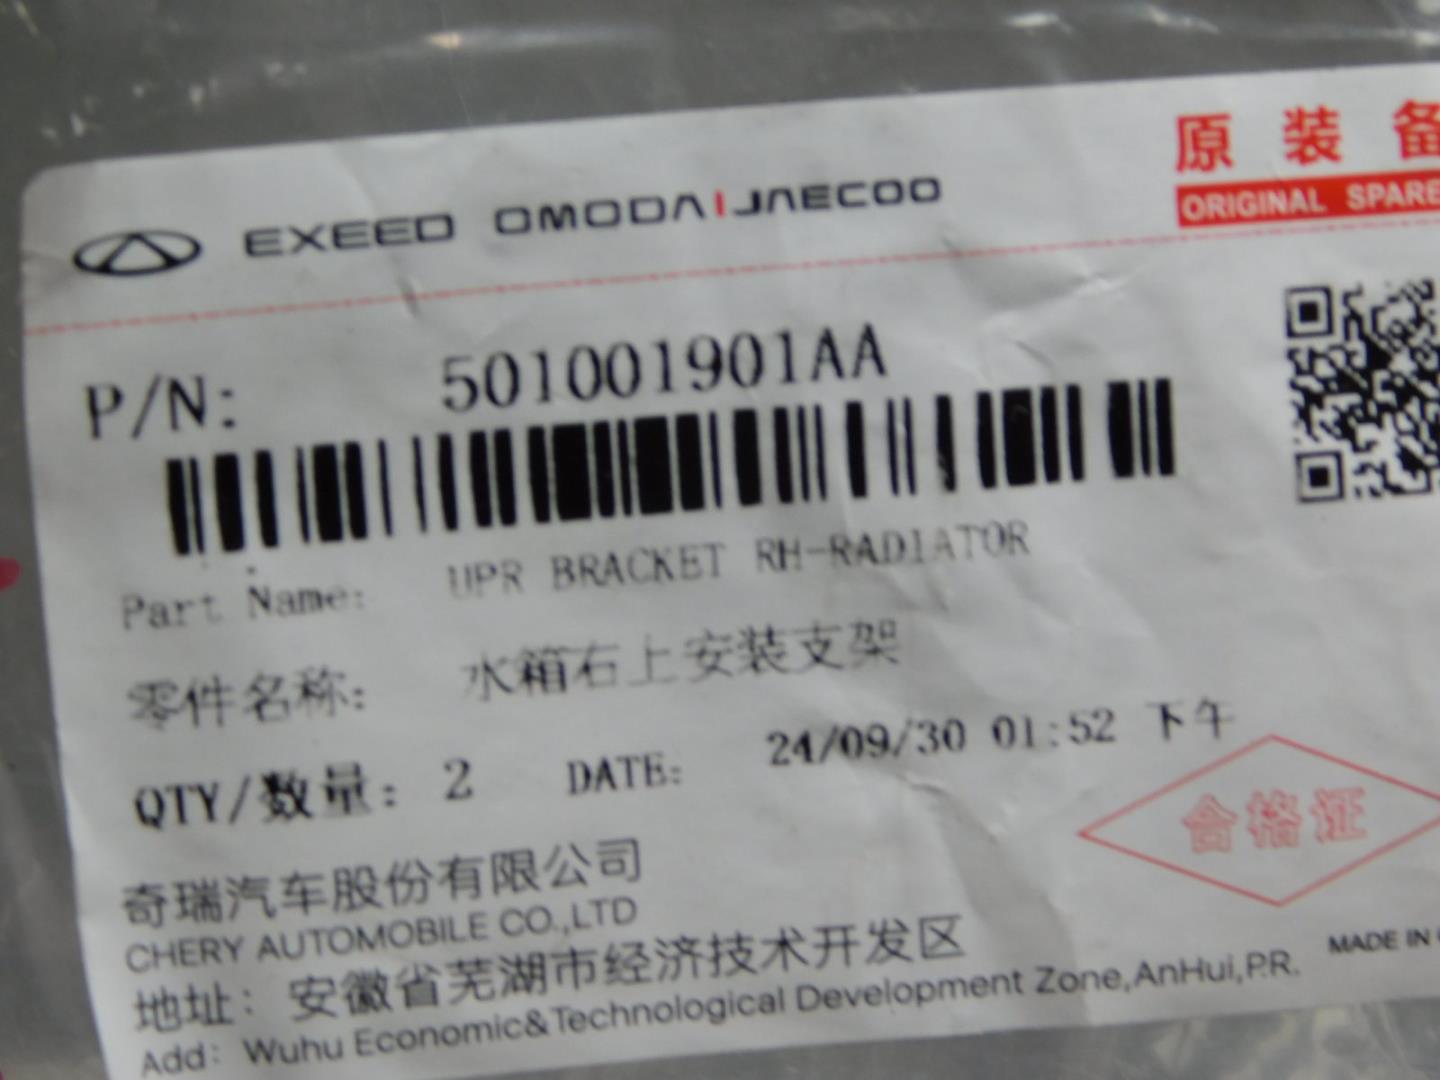 EXEED OMODA|JAECOO
原装备
ORIGINAL SPARE
P/N: 501001901AA
Part Name: UPR BRACKET RH-RADIATOR
零件名称: 水箱右上安装支架
QTY/数量: 2 DATE: 24/09/30 01:52 下午
合格证
奇瑞汽车股份有限公司
CHERY AUTOMOBILE CO.,LTD
MADE IN
地址: 安徽省芜湖市经济技术开发区
Add: Wuhu Economic&Technological Development Zone,AnHui,P.R.